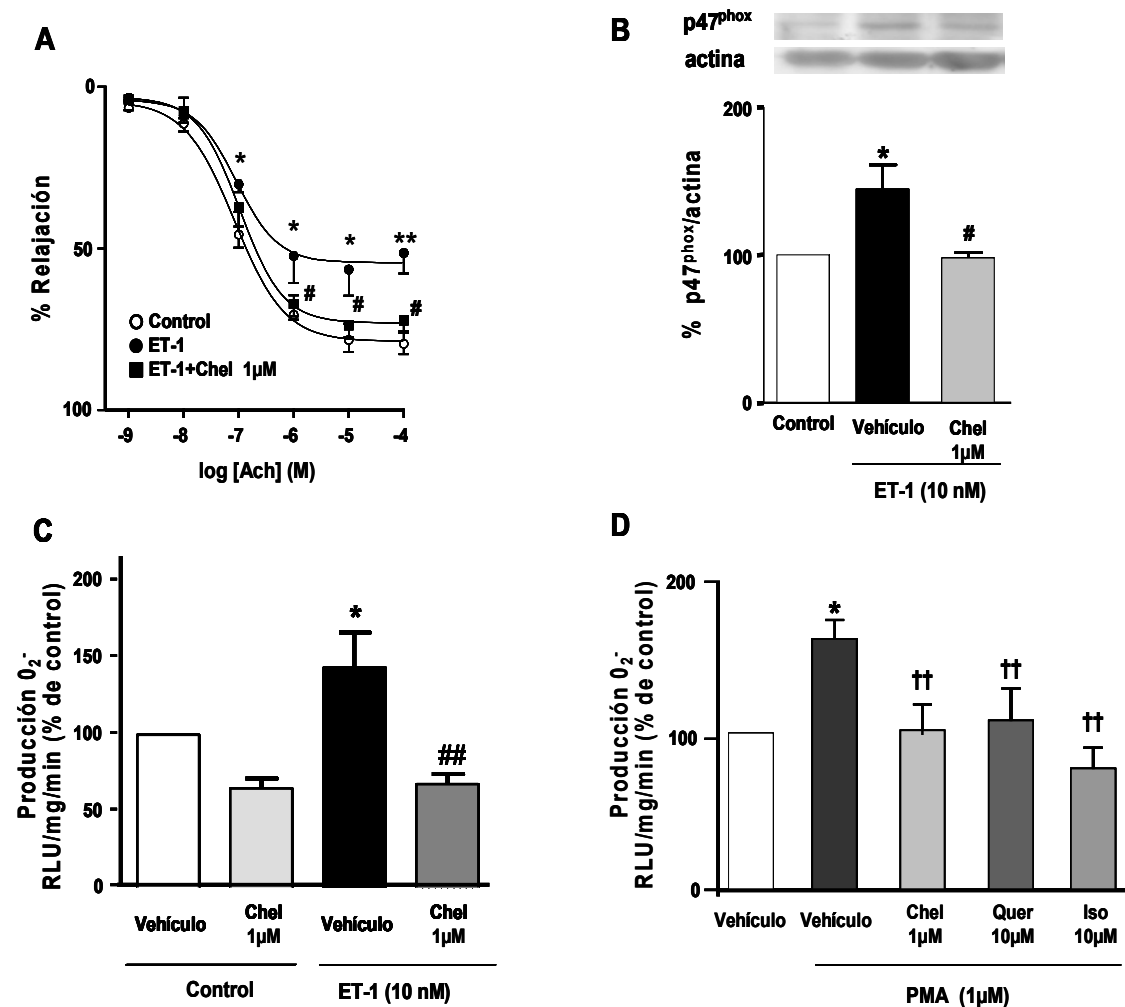 A
0
50
100
% Relajación
Control
ET-1
ET-1+Chel 1µM
* * * **
# # #
-9 -8 -7 -6 -5 -4
log [Ach] (M)
B
p47phox
actina
200
100
0
% p47phox/actina
*
#
Control Vehículo Chel
1µM
ET-1 (10 nM)
C
200
150
100
50
0
Producción 0₂⁻
RLU/mg/min (% de control)
*
##
Vehículo Chel Vehículo Chel
1µM 1µM
Control ET-1 (10 nM)
D
200
100
0
Producción 0₂⁻
RLU/mg/min (% de control)
*
†† †† ††
Vehículo Vehículo Chel Quer Iso
1µM 10µM 10µM
PMA (1µM)